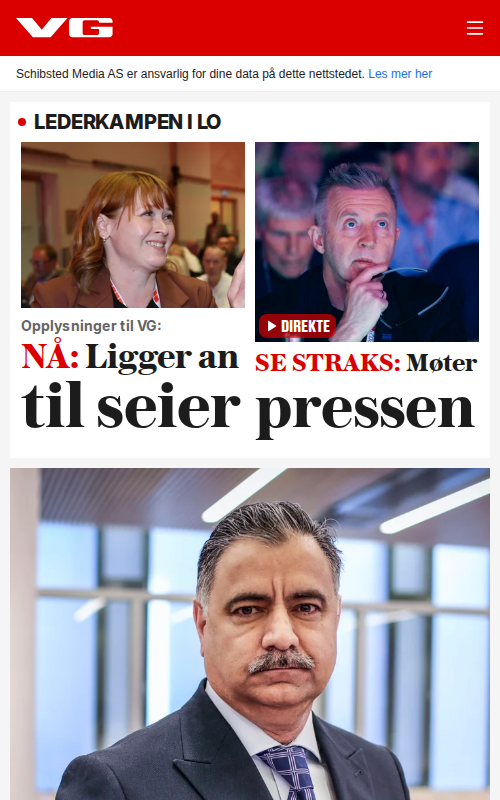 VG
Schibsted Media AS er ansvarlig for dine data på dette nettstedet. Les mer her
LEDERKAMPEN I LO
Opplysninger til VG:
NÅ: Ligger an
til seier
DIREKTE
SE STRAKS: Møter
pressen